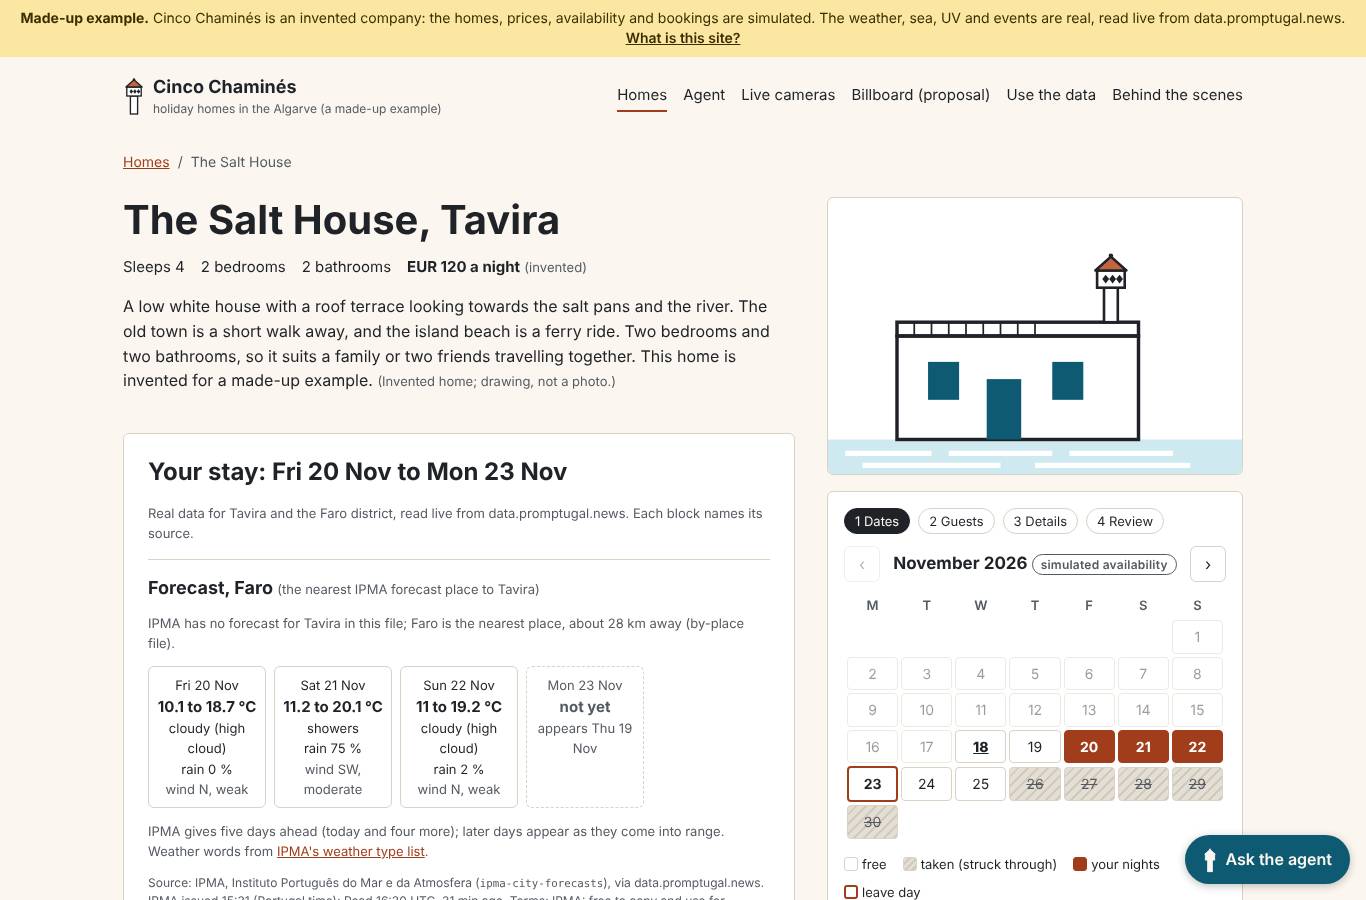 Made-up example. Cinco Chaminés is an invented company: the homes, prices, availability and bookings are simulated. The weather, sea, UV and events are real, read live from data.promptugal.news.
What is this site?
Cinco Chaminés
holiday homes in the Algarve (a made-up example)
Homes Agent Live cameras Billboard (proposal) Use the data Behind the scenes
Homes / The Salt House
The Salt House, Tavira
Sleeps 4 2 bedrooms 2 bathrooms EUR 120 a night (invented)
A low white house with a roof terrace looking towards the salt pans and the river. The
old town is a short walk away, and the island beach is a ferry ride. Two bedrooms and
two bathrooms, so it suits a family or two friends travelling together. This home is
invented for a made-up example. (Invented home; drawing, not a photo.)
Your stay: Fri 20 Nov to Mon 23 Nov
Real data for Tavira and the Faro district, read live from data.promptugal.news. Each block names its
source.
Forecast, Faro (the nearest IPMA forecast place to Tavira)
IPMA has no forecast for Tavira in this file; Faro is the nearest place, about 28 km away (by-place
file).
Fri 20 Nov
10.1 to 18.7 °C
cloudy (high
cloud)
rain 0 %
wind N, weak
Sat 21 Nov
11.2 to 20.1 °C
showers
rain 75 %
wind SW,
moderate
Sun 22 Nov
11 to 19.2 °C
cloudy (high
cloud)
rain 2 %
wind N, weak
Mon 23 Nov
not yet
appears Thu 19
Nov
IPMA gives five days ahead (today and four more); later days appear as they come into range.
Weather words from IPMA's weather type list.
Source: IPMA, Instituto Português do Mar e da Atmosfera (ipma-city-forecasts), via data.promptugal.news.
1 Dates 2 Guests 3 Details 4 Review
‹ November 2026 simulated availability ›
M T W T F S S
1
2 3 4 5 6 7 8
9 10 11 12 13 14 15
16 17 18 19 20 21 22
23 24 25 26 27 28 29
30
free taken (struck through) your nights
leave day
Ask the agent